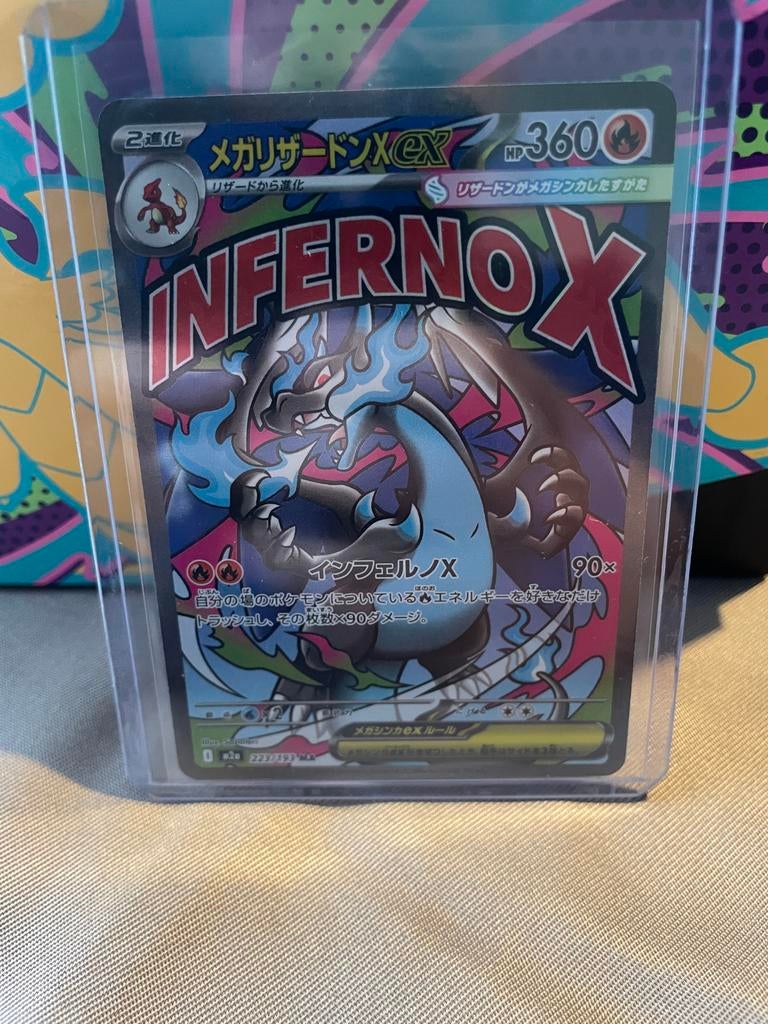 2進化
メガリザードンXex
HP360
リザードから進化
リザードンがメガシンカしたすがた
INFERNOX
インフェルノX 90×
自分の場のポケモンについているエネルギーを好きなだけ
トラッシュし、その枚数×90ダメージ。
×2
メガシンカexルール
223/193 MA